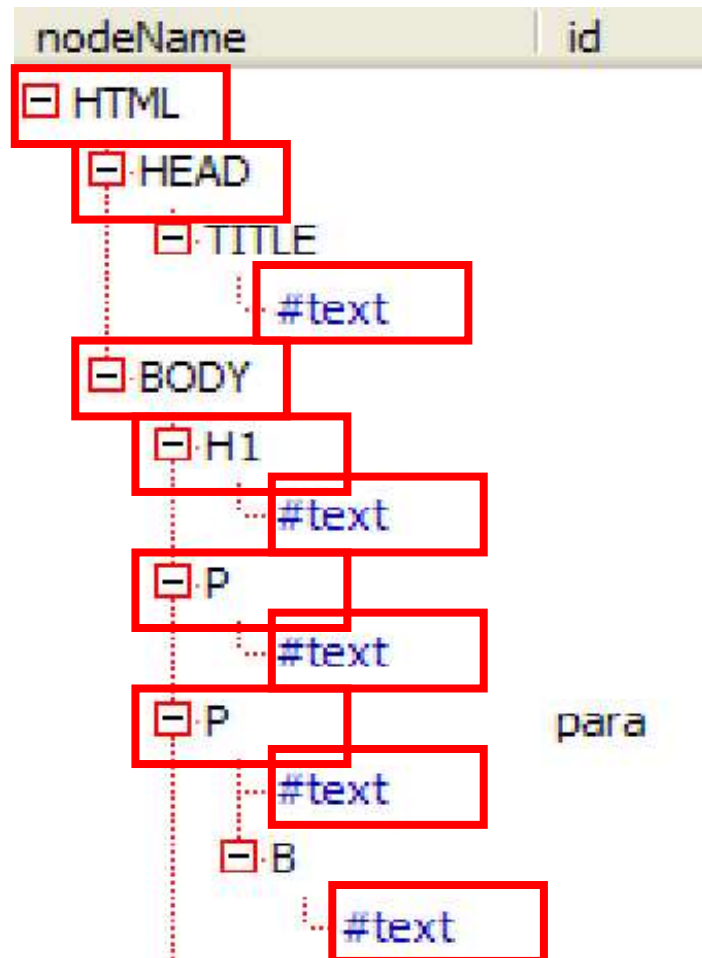 nodeName id
HTML
HEAD
TITLE
#text
BODY
H1
#text
P
#text
P para
#text
B
#text